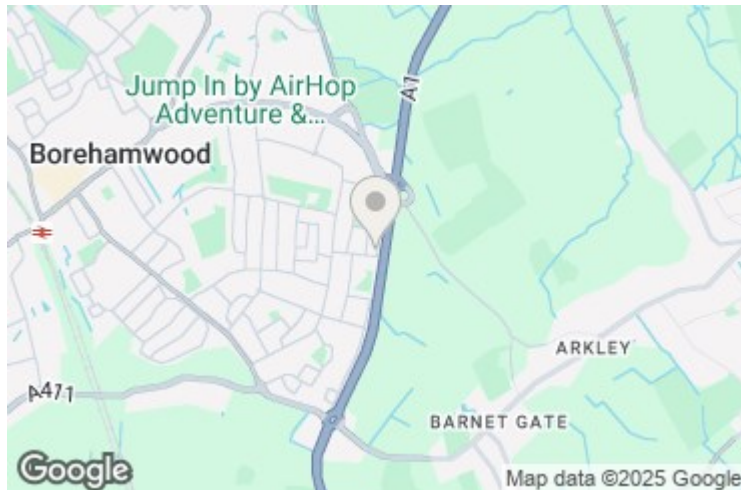 Jump In by AirHop
Adventure &...
A1
Borehamwood
ARKLEY
A411
BARNET GATE
Google
Map data ©2025 Google